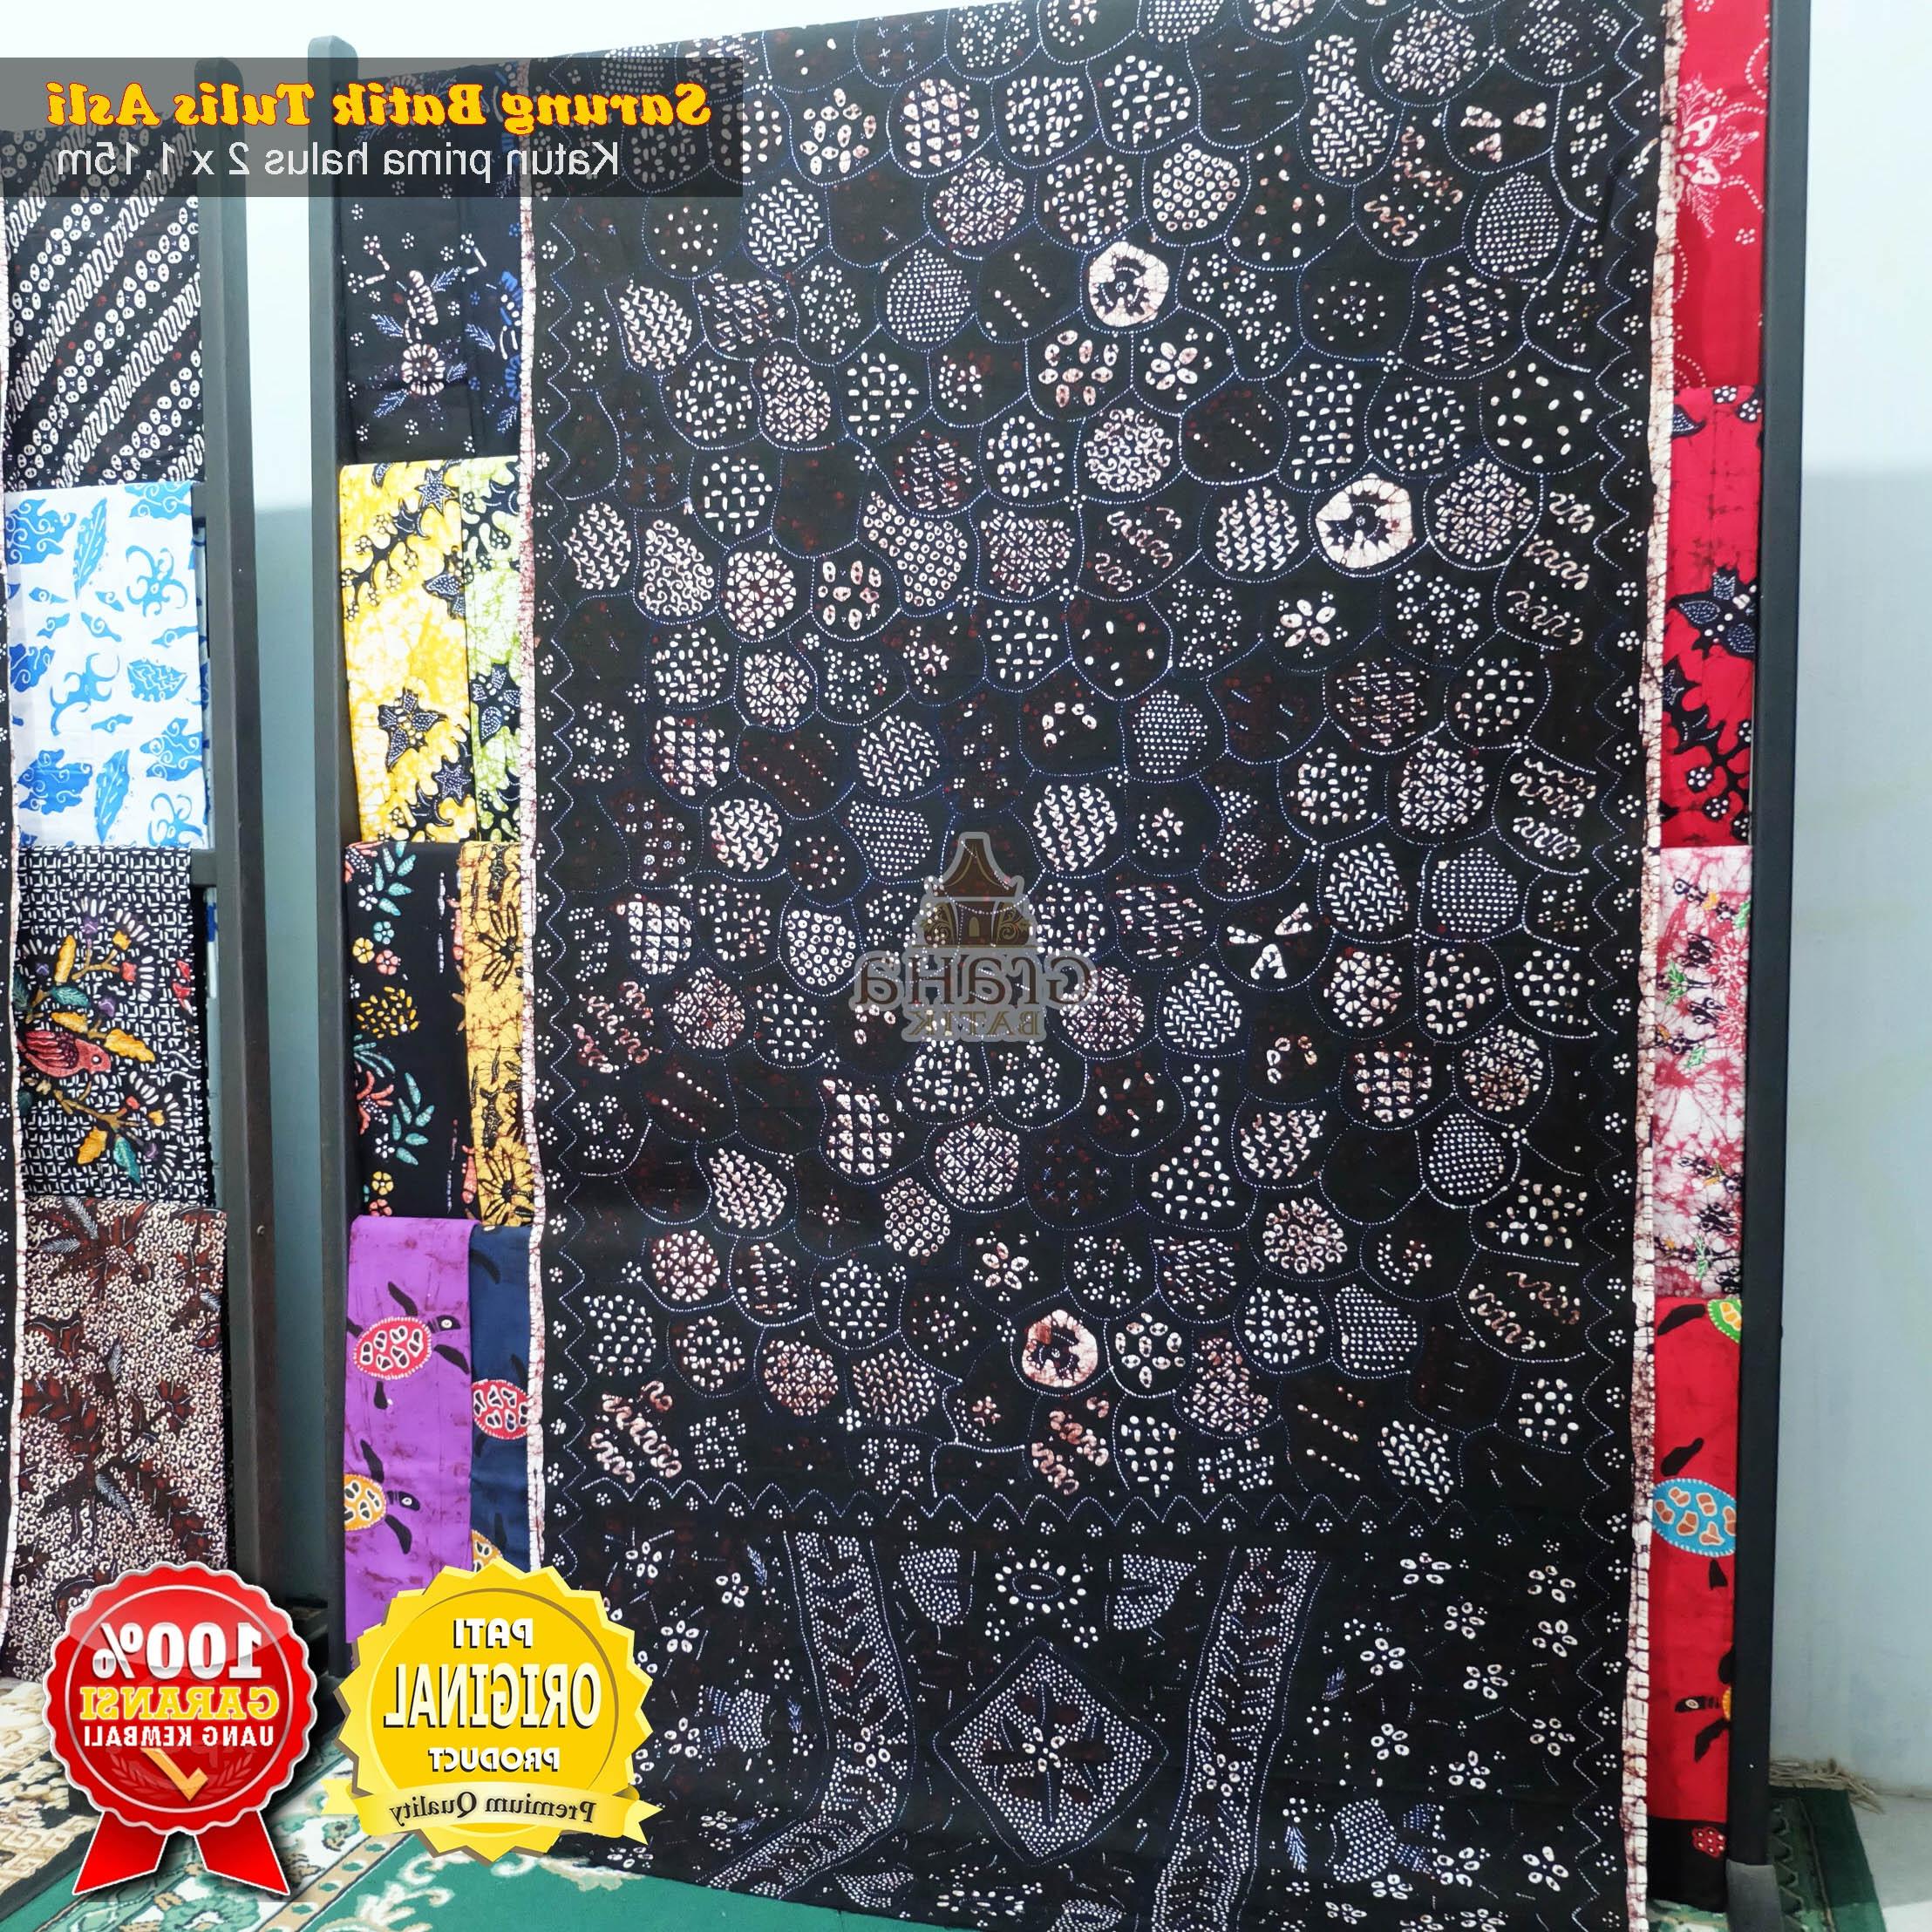 Sarung Batik Tulis Asli
Katun prima halus 2 x 1,15m
Graha
BATIK
100%
GARANSI
UANG KEMBALI
PATI
ORIGINAL
PRODUCT
Premium Quality